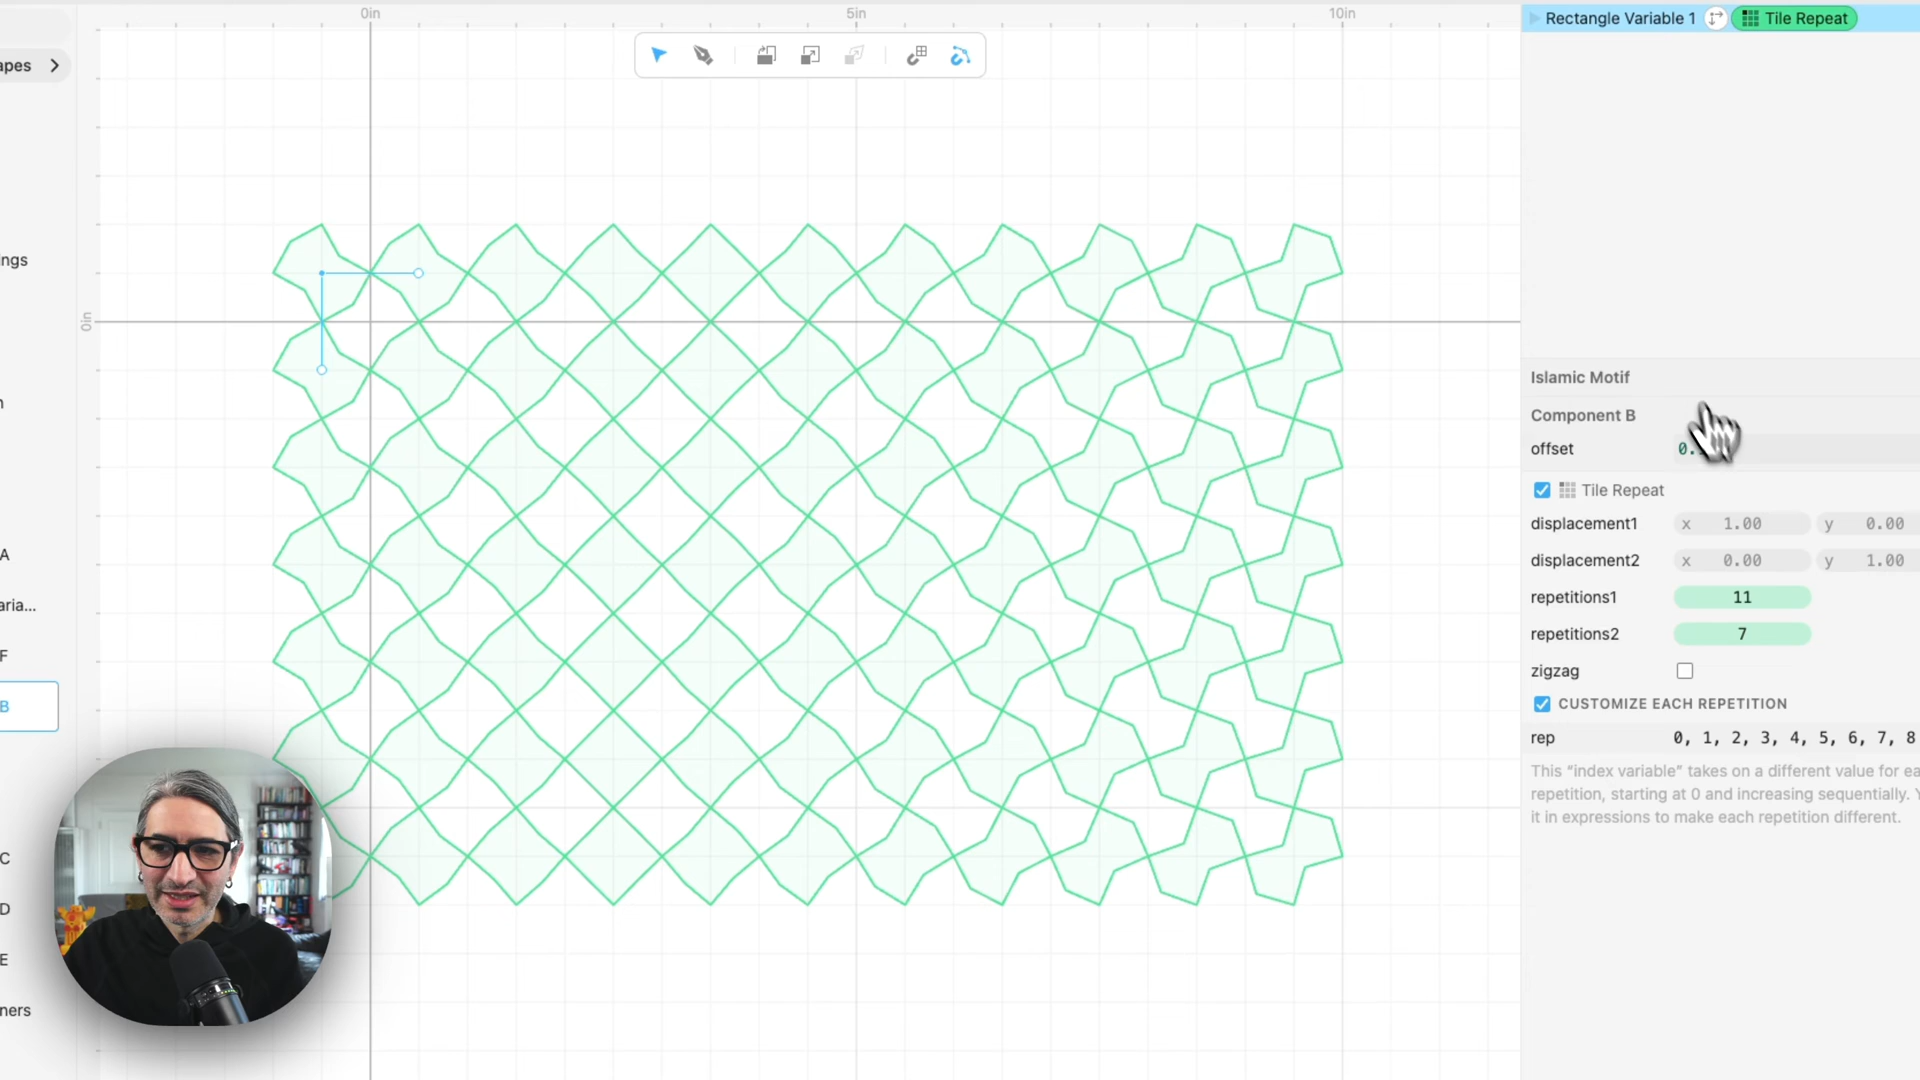 0in
5in
10in
Rectangle Variable 1
Tile Repeat
apes
ngs
0in
Islamic Motif
Component B
offset
0.
Tile Repeat
displacement1 x 1.00 y 0.00
displacement2 x 0.00 y 1.00
repetitions1 11
repetitions2 7
zigzag
CUSTOMIZE EACH REPETITION
rep 0, 1, 2, 3, 4, 5, 6, 7, 8
This “index variable” takes on a different value for ea
repetition, starting at 0 and increasing sequentially. Y
it in expressions to make each repetition different.
n
A
aria...
F
B
C
D
E
ners